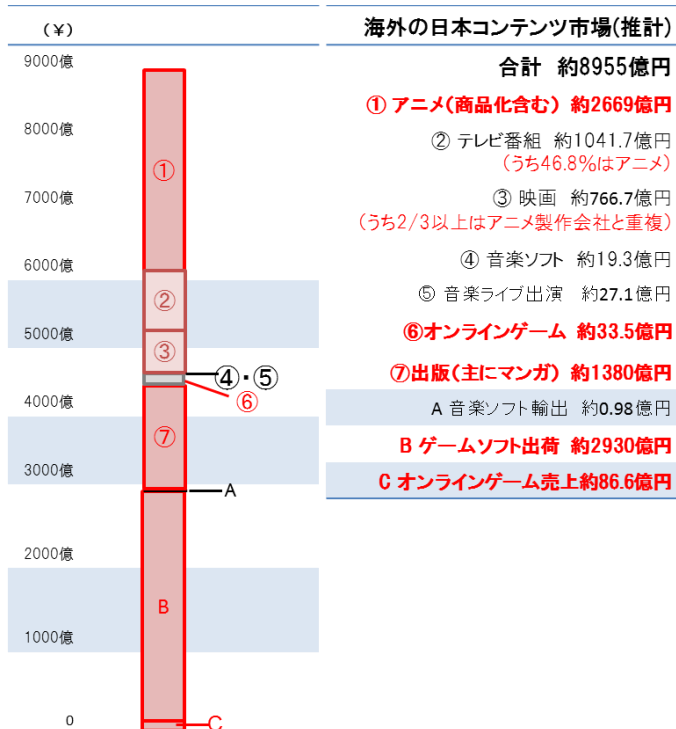 (¥)
9000億
8000億
7000億
6000億
5000億
4000億
3000億
2000億
1000億
0
①
②
③
④・⑤
⑥
⑦
A
B
C
海外の日本コンテンツ市場(推計)
合計 約8955億円
① アニメ(商品化含む) 約2669億円
② テレビ番組 約1041.7億円
(うち46.8%はアニメ)
③ 映画 約766.7億円
(うち2/3以上はアニメ製作会社と重複)
④ 音楽ソフト 約19.3億円
⑤ 音楽ライブ出演 約27.1億円
⑥オンラインゲーム 約33.5億円
⑦出版(主にマンガ) 約1380億円
A 音楽ソフト輸出 約0.98億円
B ゲームソフト出荷 約2930億円
C オンラインゲーム売上約86.6億円